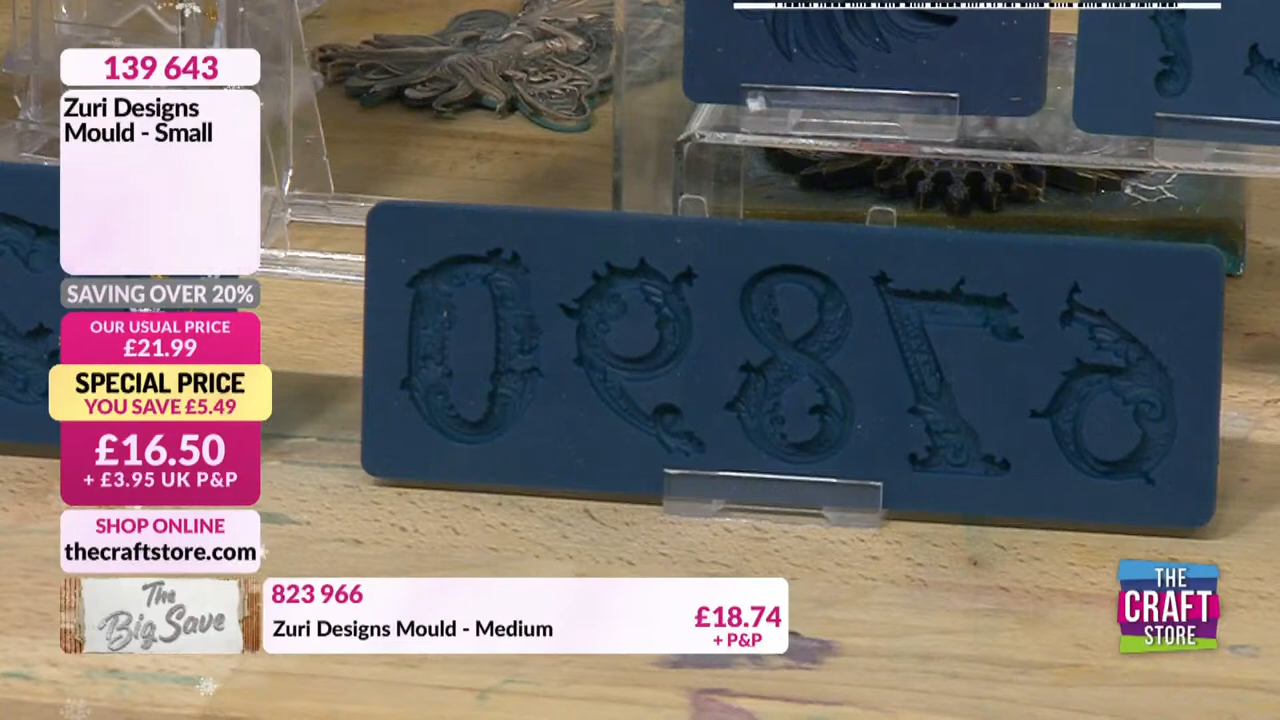 139 643
Zuri Designs
Mould - Small
SAVING OVER 20%
OUR USUAL PRICE
£21.99
SPECIAL PRICE
YOU SAVE £5.49
£16.50
+ £3.95 UK P&P
SHOP ONLINE
thecraftstore.com
The
Big Save
823 966
Zuri Designs Mould - Medium
£18.74
+ P&P
09876
THE
CRAFT
STORE